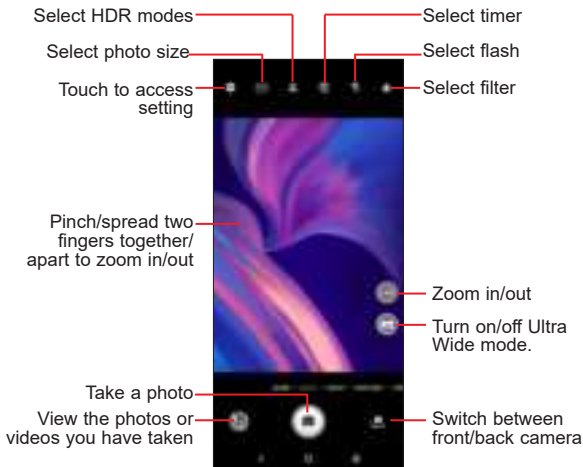 Select HDR modes
Select timer
Select photo size
Select flash
Touch to access
setting
Select filter
Pinch/spread two
fingers together/
apart to zoom in/out
Zoom in/out
Turn on/off Ultra
Wide mode.
Take a photo
View the photos or
videos you have taken
Switch between
front/back camera